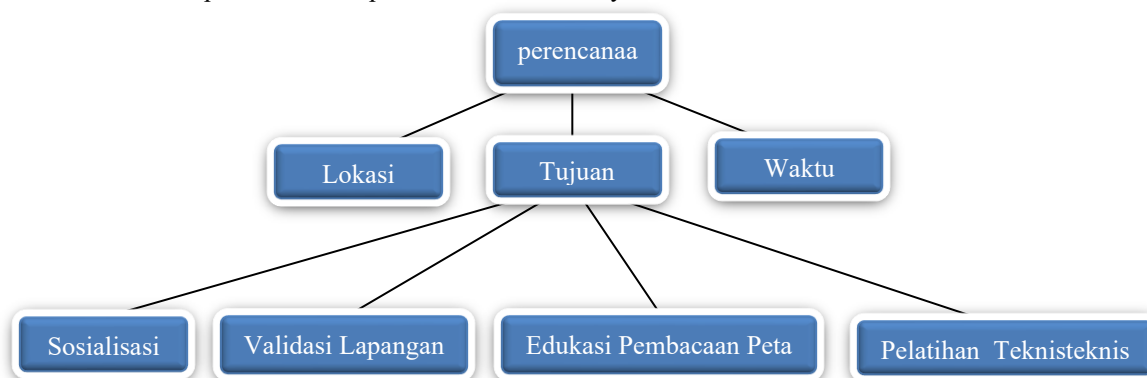 perencanaa
Lokasi
Tujuan
Waktu
Sosialisasi
Validasi Lapangan
Edukasi Pembacaan Peta
Pelatihan Teknisteknis